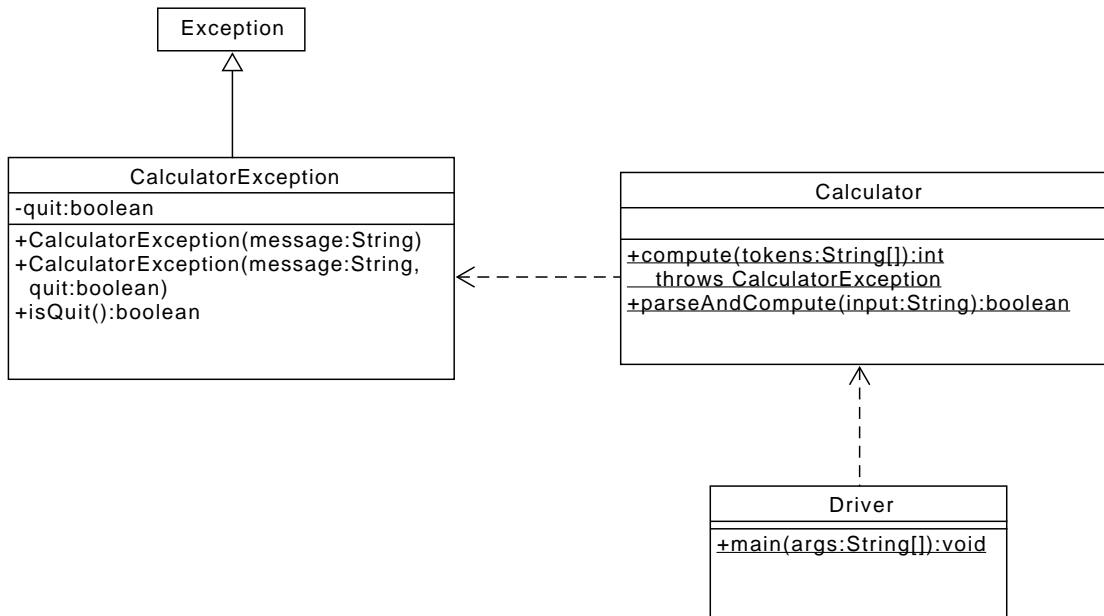 Exception
CalculatorException
-quit:boolean
+CalculatorException(message:String)
+CalculatorException(message:String,
quit:boolean)
+isQuit():boolean
Calculator
+compute(tokens:String[]):int
throws CalculatorException
+parseAndCompute(input:String):boolean
Driver
+main(args:String[]):void